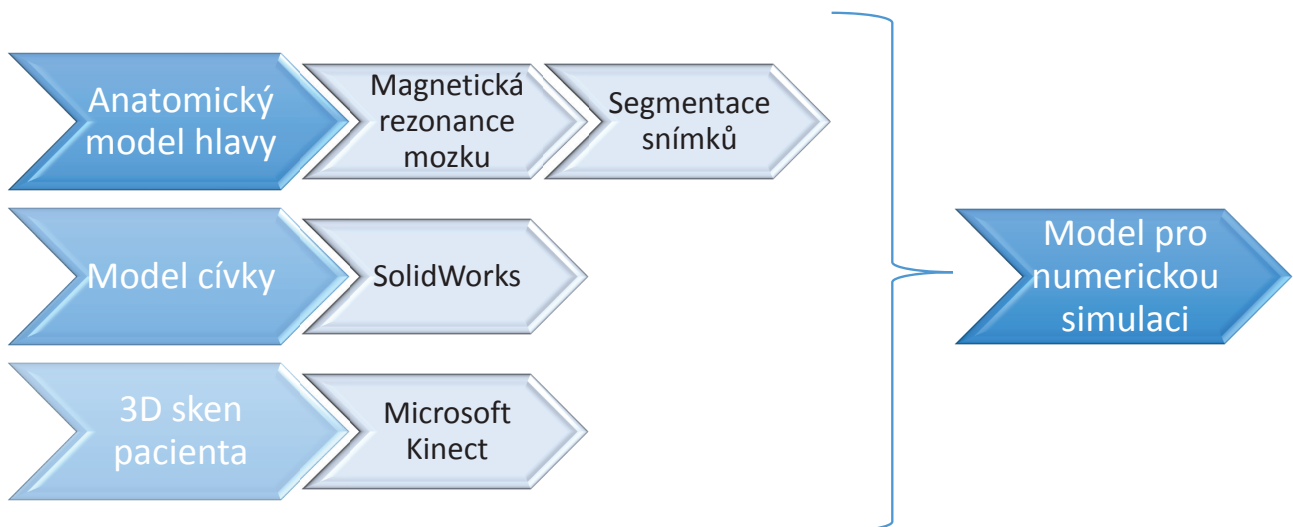 Anatomický
model hlavy
Magnetická
rezonance
mozku
Segmentace
snímků
Model cívky
SolidWorks
3D sken
pacienta
Microsoft
Kinect
Model pro
numerickou
simulaci